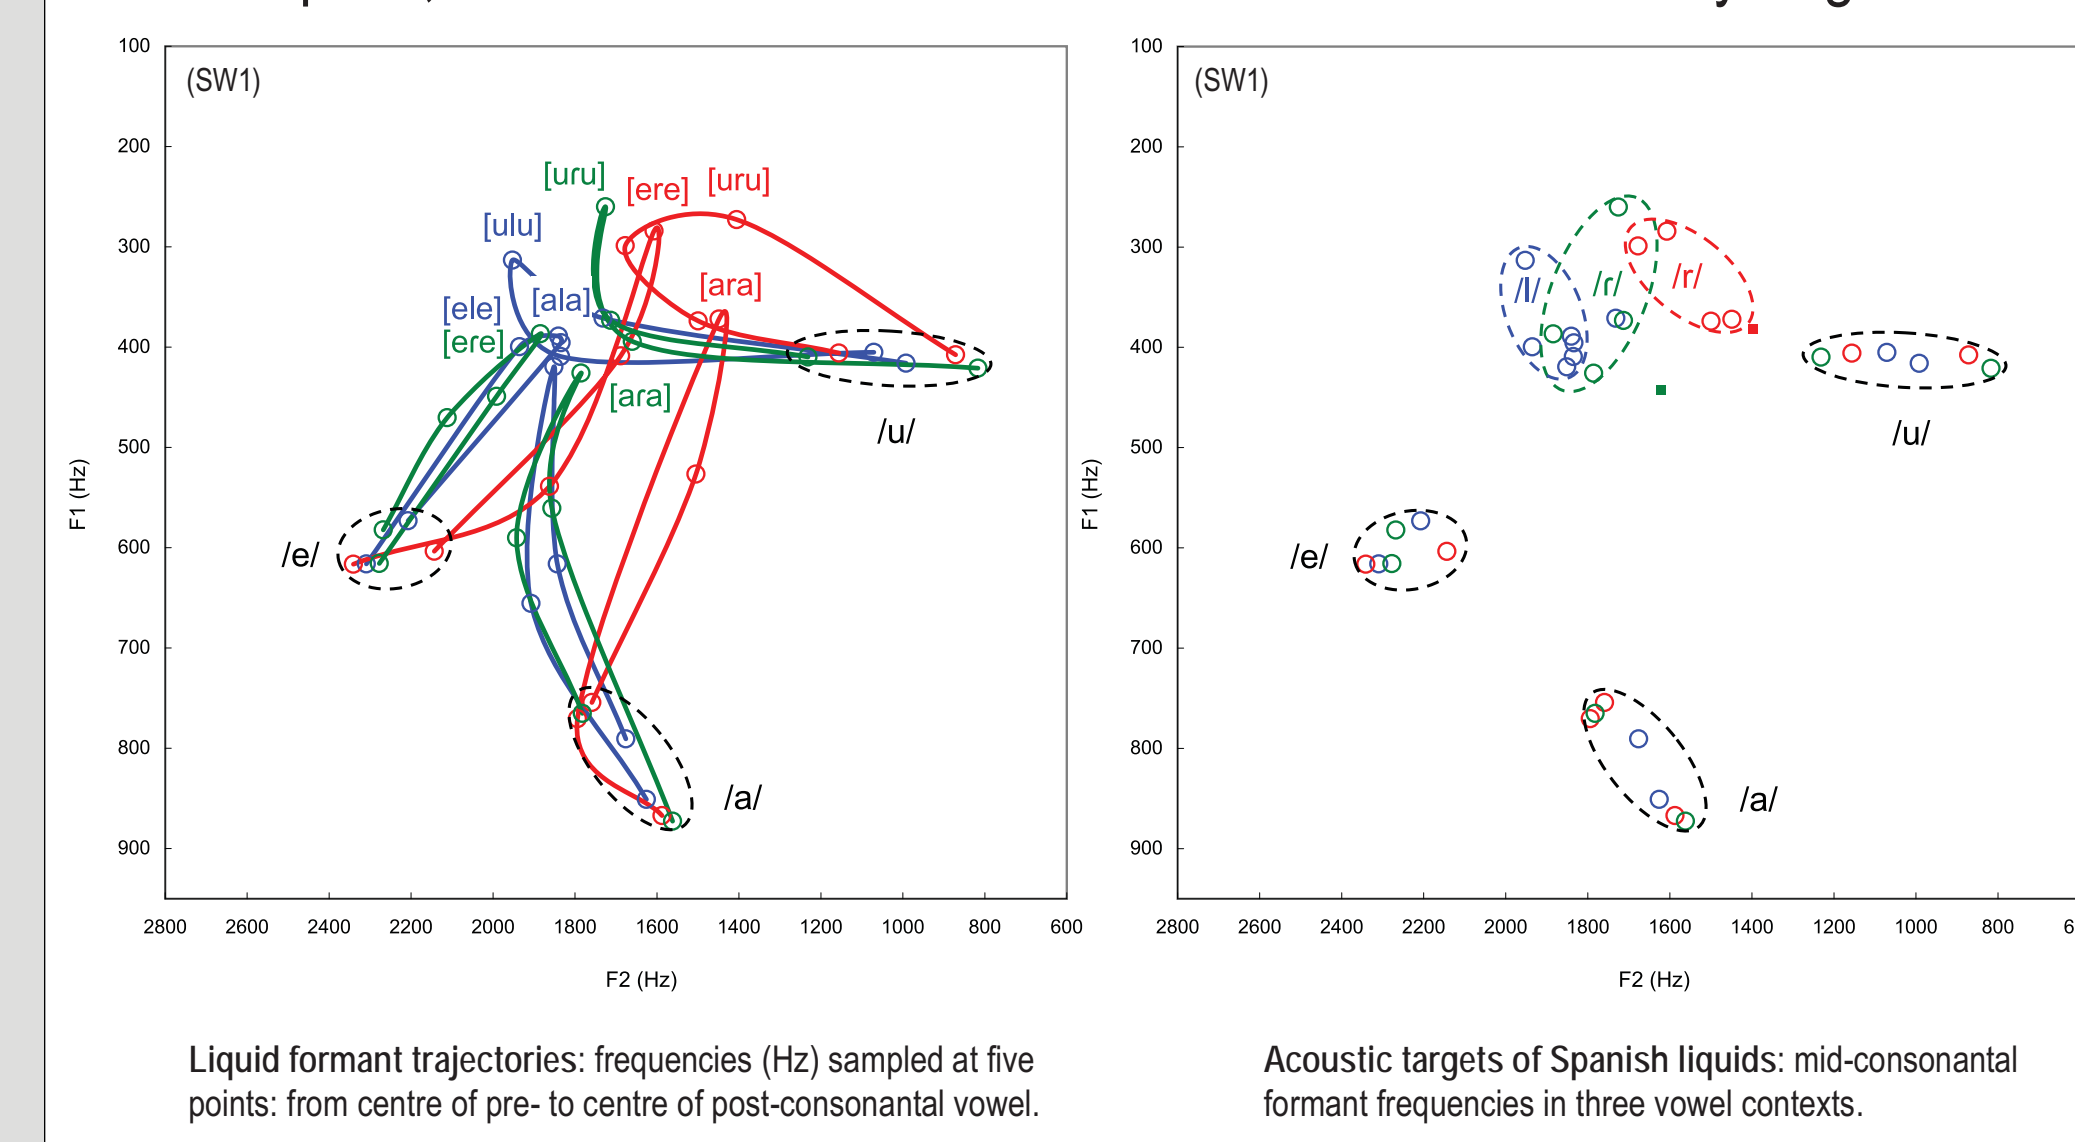 (SW1)
100
200
300
400
500
600
700
800
900
F1 (Hz)
[uɾu]
[ere]
[uru]
[ulu]
[ele]
[ala]
[ara]
[eɾe]
[aɾa]
/u/
/e/
/a/
2800 2600 2400 2200 2000 1800 1600 1400 1200 1000 800 600
F2 (Hz)
Liquid formant trajectories: frequencies (Hz) sampled at five
points: from centre of pre- to centre of post-consonantal vowel.
(SW1)
100
200
300
400
500
600
700
800
900
F1 (Hz)
/l/
/ɾ/
/r/
/u/
/e/
/a/
2800 2600 2400 2200 2000 1800 1600 1400 1200 1000 800
F2 (Hz)
Acoustic targets of Spanish liquids: mid-consonantal
formant frequencies in three vowel contexts.